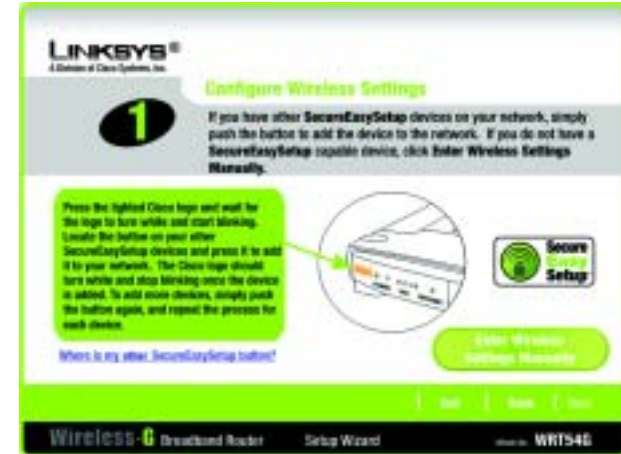 LINKSYS®
A Division of Cisco Systems, Inc.
Configure Wireless Settings
1
If you have other SecureEasySetup devices on your network, simply
push the button to add the device to the network. If you do not have a
SecureEasySetup capable device, click Enter Wireless Settings
Manually.
Press the lighted Cisco logo and wait for
the logo to turn white and start blinking.
Locate the button on your other
SecureEasySetup devices and press it to add
it to your network. The Cisco logo should
turn white and stop blinking once the device
is added. To add more devices, simply push
the button again, and repeat the process for
each device.
Where is my other SecureEasySetup button?
Secure
Easy
Setup
Enter Wireless
Settings Manually
Exit
Wireless-G Broadband Router
Setup Wizard
WRT54G